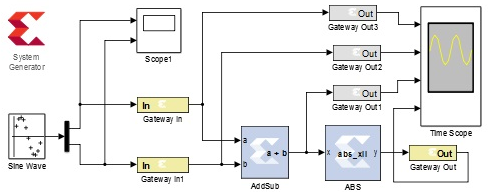 Out
Gateway Out3
System
Generator
Scope1
Out
Gateway Out2
Out
Gateway Out1
Time Scope
In
Gateway In
Sine Wave
In
Gateway In1
a
b
a + b
AddSub
x
abs_xil
y
ABS
Out
Gateway Out